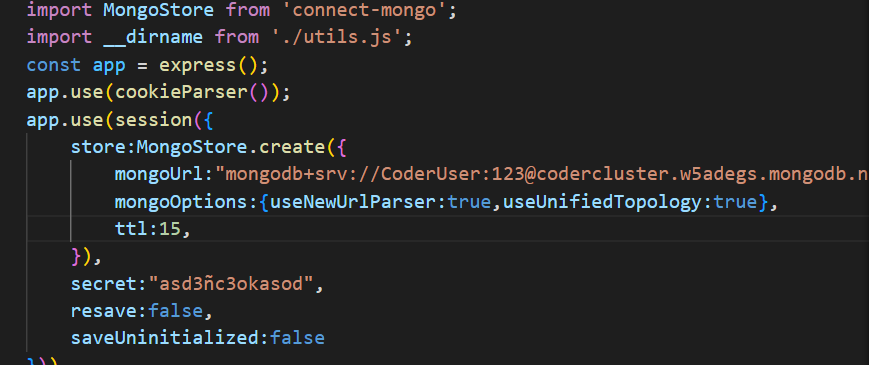 import MongoStore from 'connect-mongo';
import __dirname from './utils.js';
const app = express();
app.use(cookieParser());
app.use(session({
store:MongoStore.create({
mongoUrl:"mongodb+srv://CoderUser:123@codercluster.w5adegs.mongodb.n
mongoOptions:{useNewUrlParser:true,useUnifiedTopology:true},
ttl:15,
}),
secret:"asd3ñc3okasod",
resave:false,
saveUninitialized:false
}))